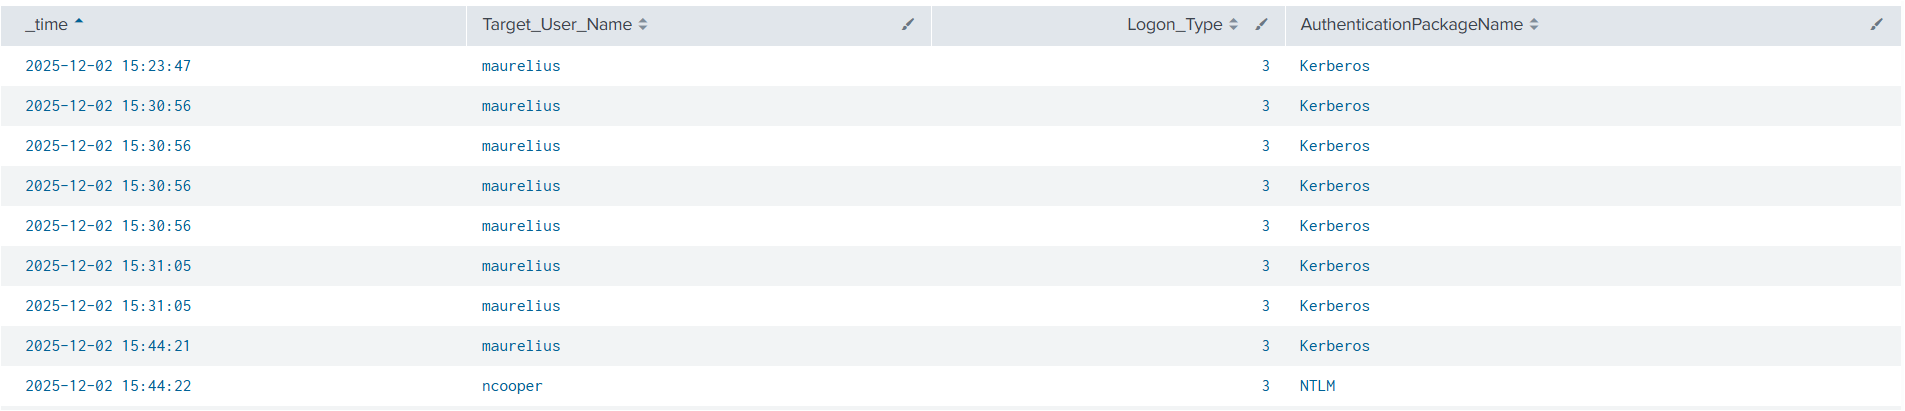 _time Target_User_Name Logon_Type AuthenticationPackageName
2025-12-02 15:23:47 maurelius 3 Kerberos
2025-12-02 15:30:56 maurelius 3 Kerberos
2025-12-02 15:30:56 maurelius 3 Kerberos
2025-12-02 15:30:56 maurelius 3 Kerberos
2025-12-02 15:30:56 maurelius 3 Kerberos
2025-12-02 15:31:05 maurelius 3 Kerberos
2025-12-02 15:31:05 maurelius 3 Kerberos
2025-12-02 15:44:21 maurelius 3 Kerberos
2025-12-02 15:44:22 ncooper 3 NTLM